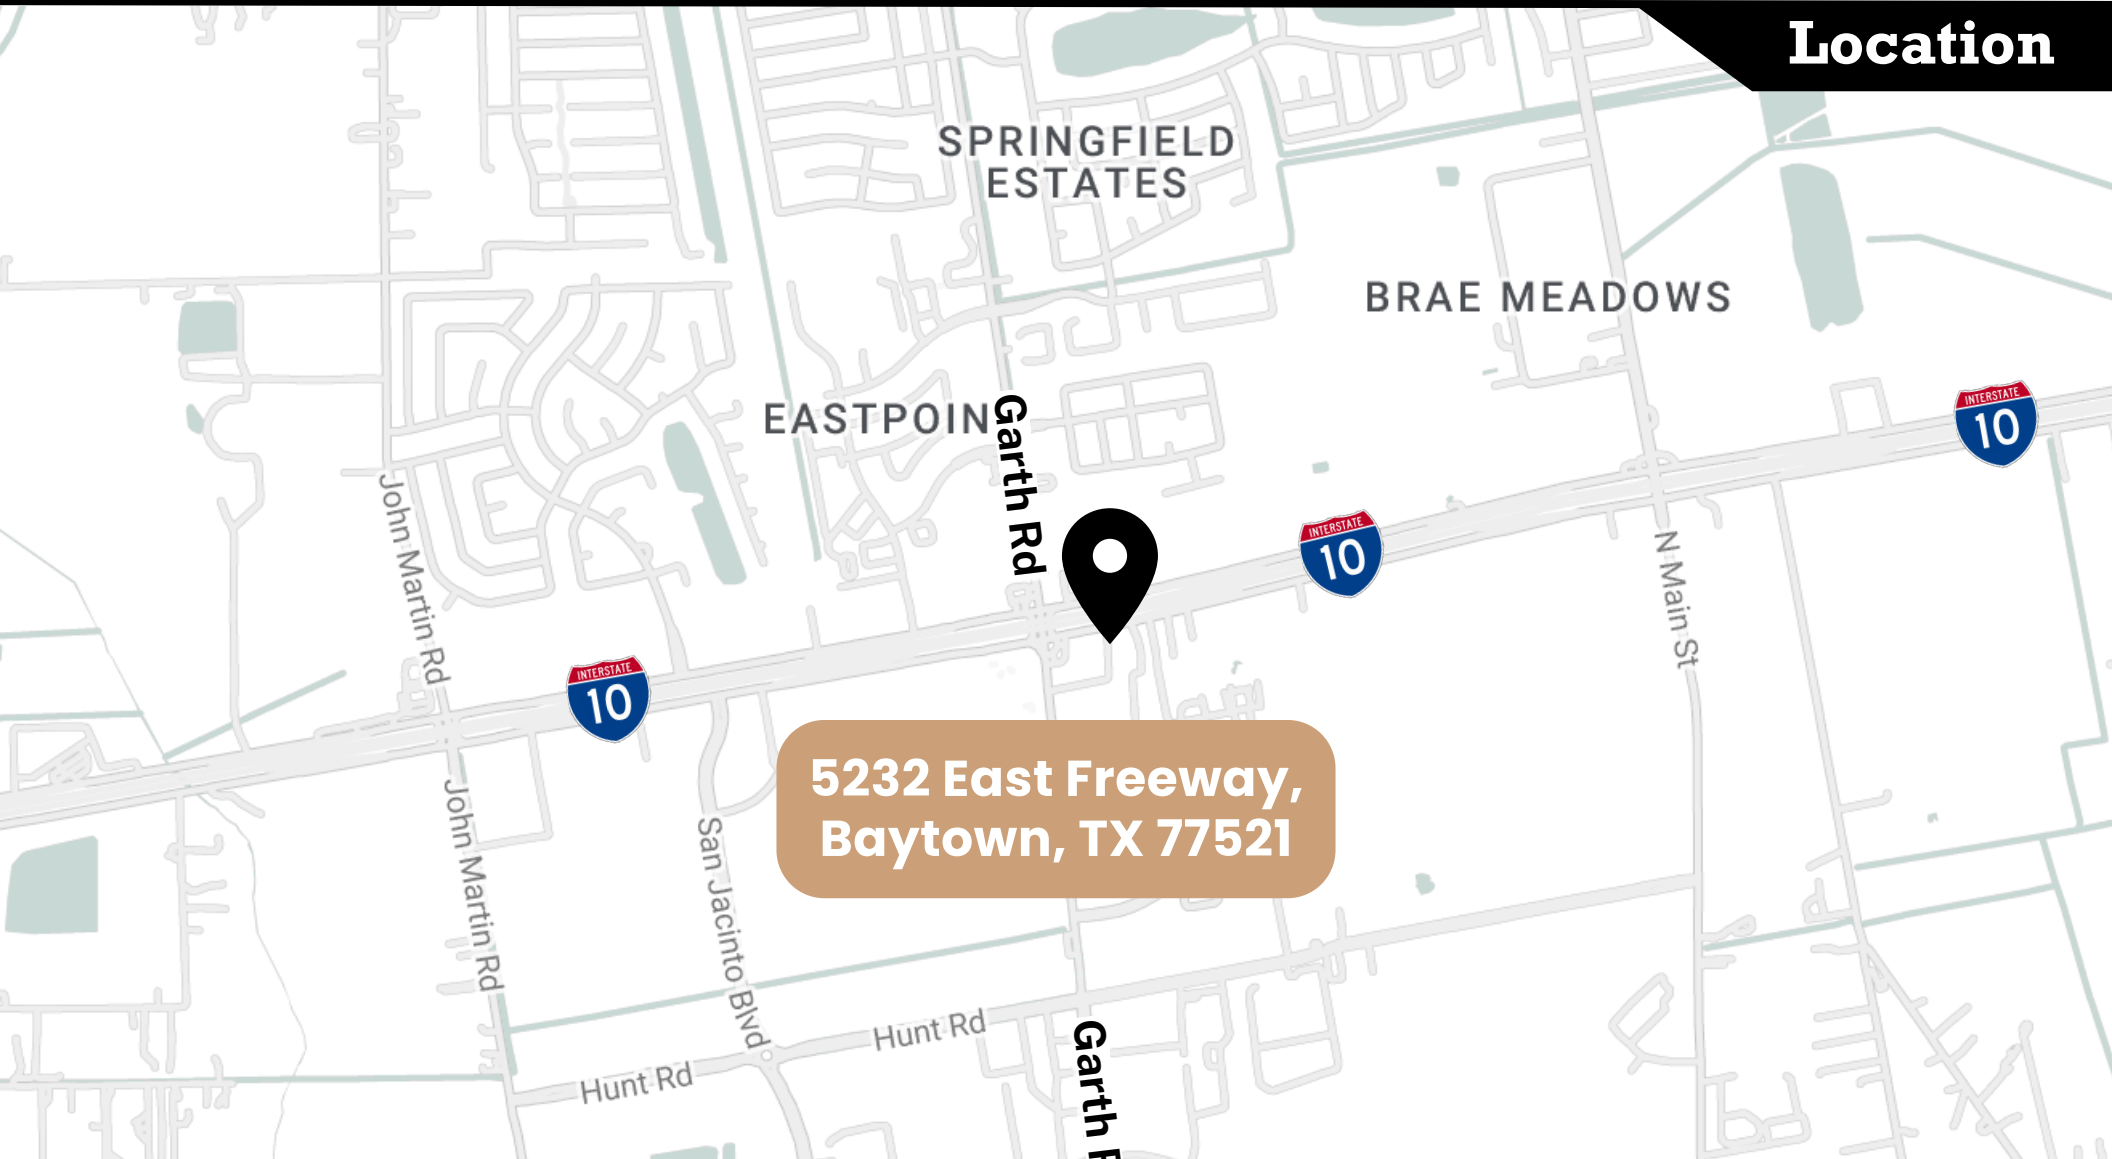 Location
SPRINGFIELD
ESTATES
BRAE MEADOWS
EASTPOIN
Garth Rd
INTERSTATE
10
INTERSTATE
10
INTERSTATE
10
John Martin Rd
N Main St
5232 East Freeway,
Baytown, TX 77521
John Martin Rd
San Jacinto Blvd
Hunt Rd
Hunt Rd
Garth